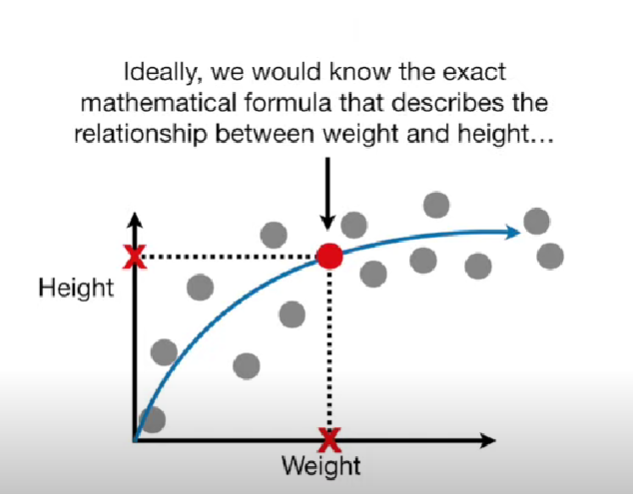 Ideally, we would know the exact
mathematical formula that describes the
relationship between weight and height...
Height
Weight